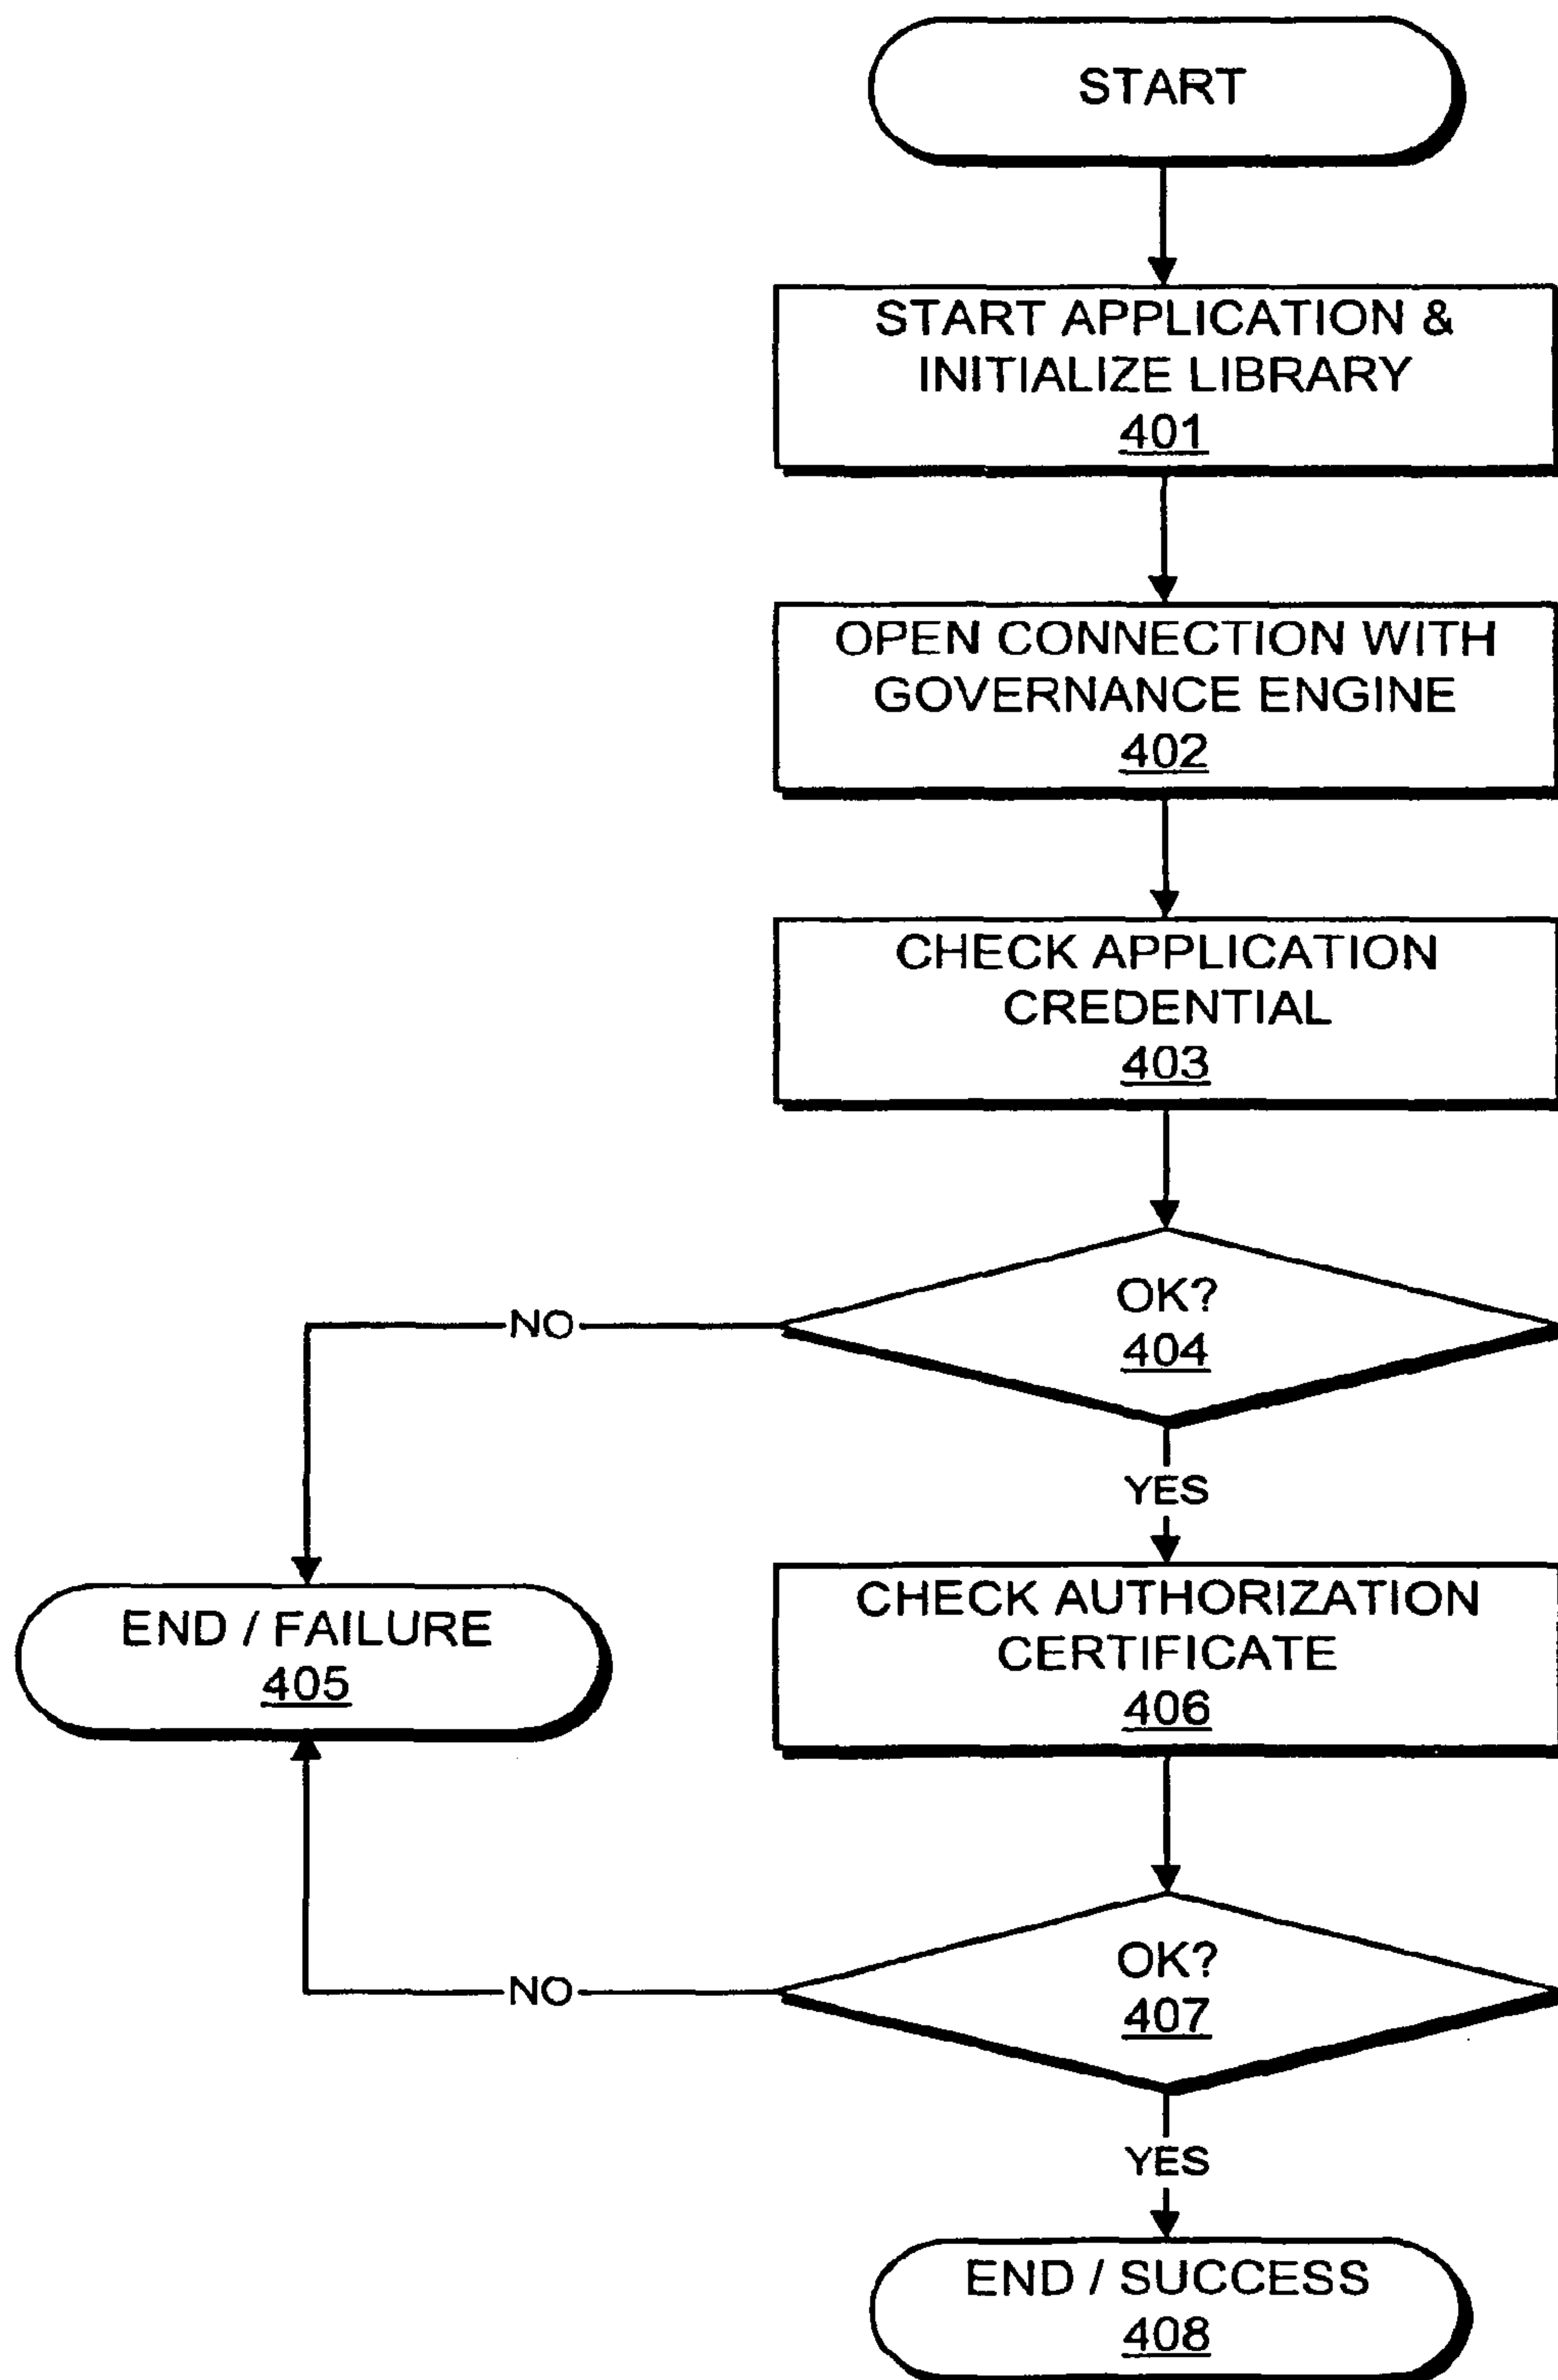 START
START APPLICATION &
INITIALIZE LIBRARY
401
OPEN CONNECTION WITH
GOVERNANCE ENGINE
402
CHECK APPLICATION
CREDENTIAL
403
OK?
404
NO
YES
END / FAILURE
405
CHECK AUTHORIZATION
CERTIFICATE
406
OK?
407
NO
YES
END / SUCCESS
408